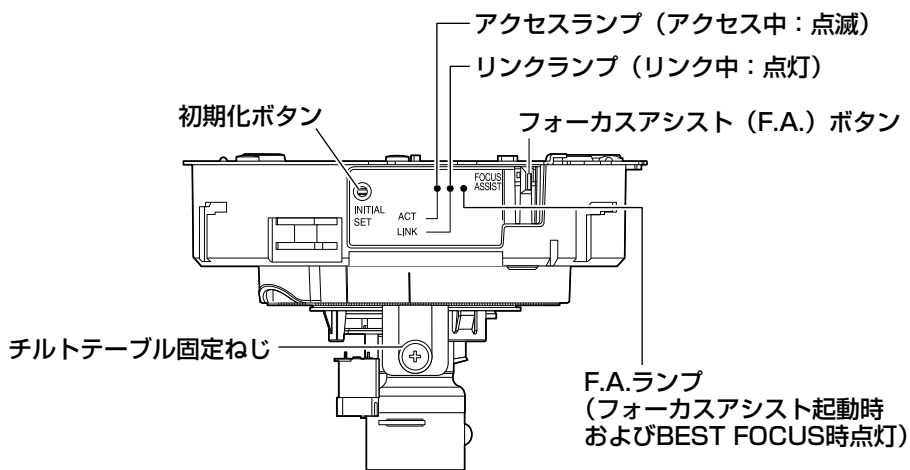 アクセスランプ（アクセス中：点滅）
リンクランプ（リンク中：点灯）
初期化ボタン
フォーカスアシスト（F.A.）ボタン
FOCUS
ASSIST
INITIAL
SET
ACT
LINK
チルトテーブル固定ねじ
F.A.ランプ
（フォーカスアシスト起動時
およびBEST FOCUS時点灯）